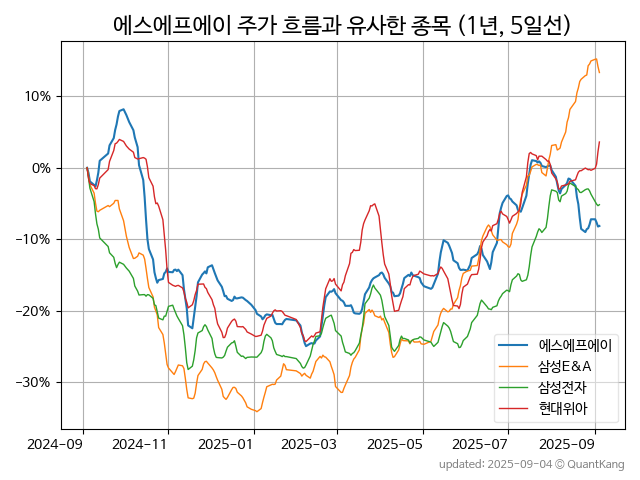 에스에프에이 주가 흐름과 유사한 종목 (1년, 5일선)
10%
0%
−10%
−20%
−30%
2024-09
2024-11
2025-01
2025-03
2025-05
2025-07
2025-09
에스에프에이
삼성E&A
삼성전자
현대위아
updated: 2025-09-04 © QuantKang